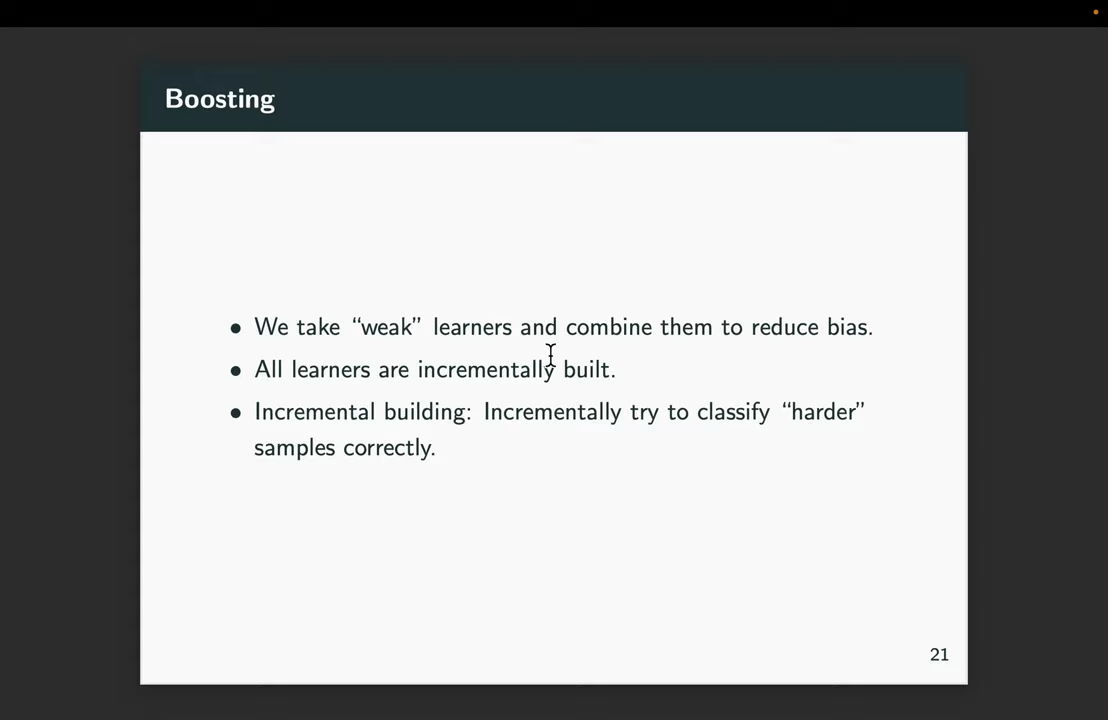 Boosting
• We take “weak” learners and combine them to reduce bias.
• All learners are incrementally built.
• Incremental building: Incrementally try to classify “harder”
samples correctly.
21